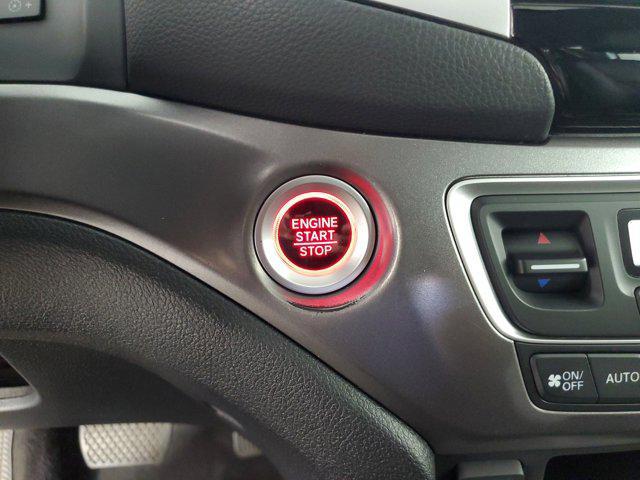 ENGINE
START
STOP
ON/
OFF
AUTO